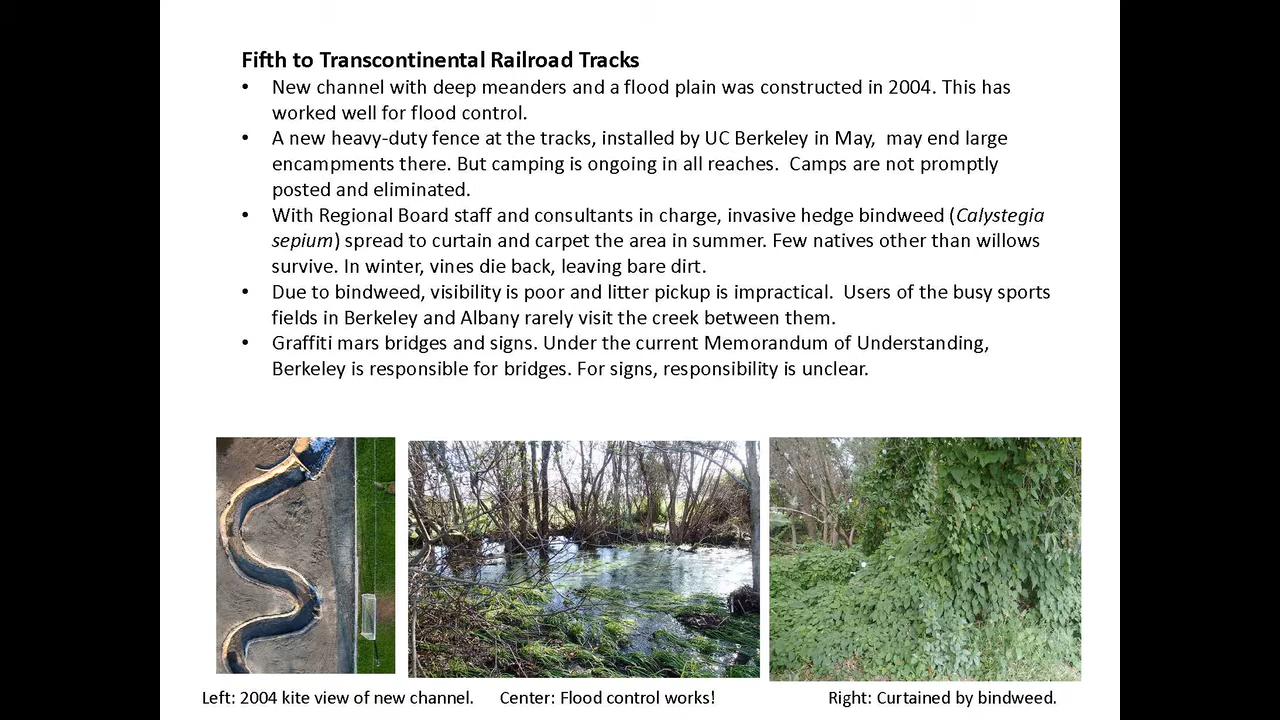 Fifth to Transcontinental Railroad Tracks
• New channel with deep meanders and a flood plain was constructed in 2004. This has
worked well for flood control.
• A new heavy-duty fence at the tracks, installed by UC Berkeley in May,  may end large
encampments there. But camping is ongoing in all reaches.  Camps are not promptly
posted and eliminated.
• With Regional Board staff and consultants in charge, invasive hedge bindweed (Calystegia
sepium) spread to curtain and carpet the area in summer. Few natives other than willows
survive. In winter, vines die back, leaving bare dirt.
• Due to bindweed, visibility is poor and litter pickup is impractical.  Users of the busy sports
fields in Berkeley and Albany rarely visit the creek between them.
• Graffiti mars bridges and signs. Under the current Memorandum of Understanding,
Berkeley is responsible for bridges. For signs, responsibility is unclear.
Left: 2004 kite view of new channel. Center: Flood control works! Right: Curtained by bindweed.